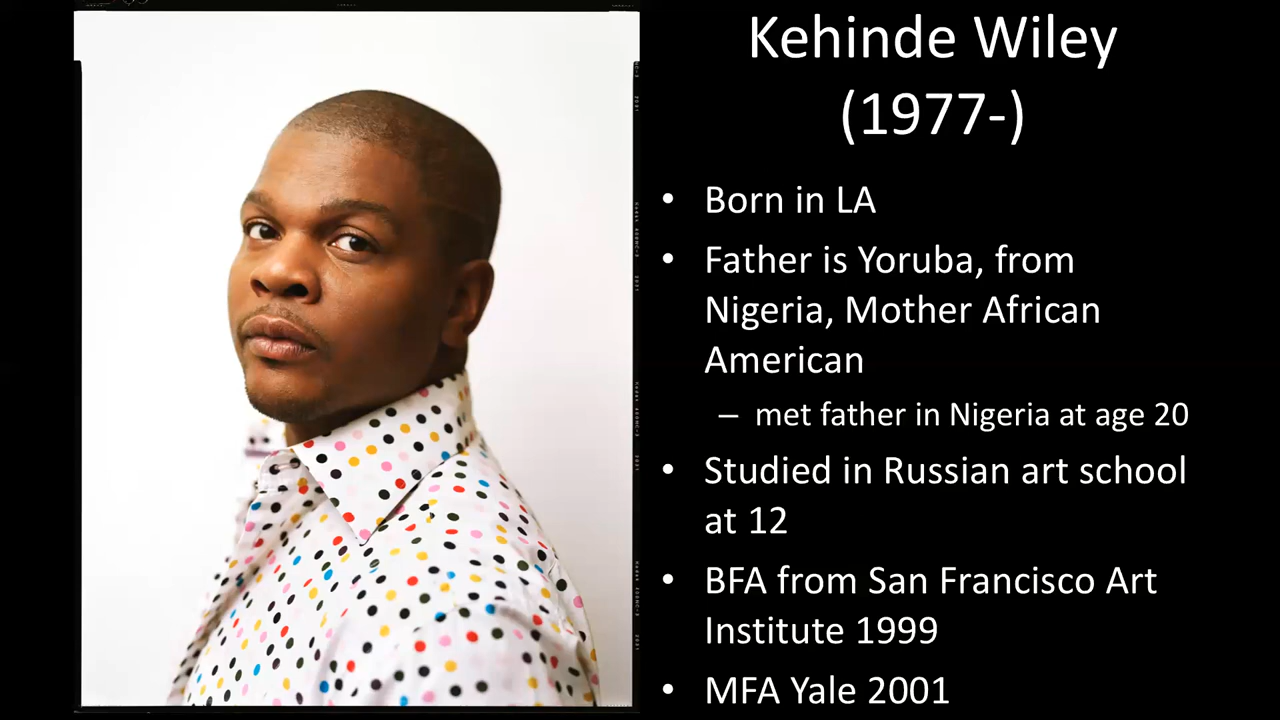 Kehinde Wiley
(1977-)
• Born in LA
• Father is Yoruba, from
Nigeria, Mother African
American
– met father in Nigeria at age 20
• Studied in Russian art school
at 12
• BFA from San Francisco Art
Institute 1999
• MFA Yale 2001